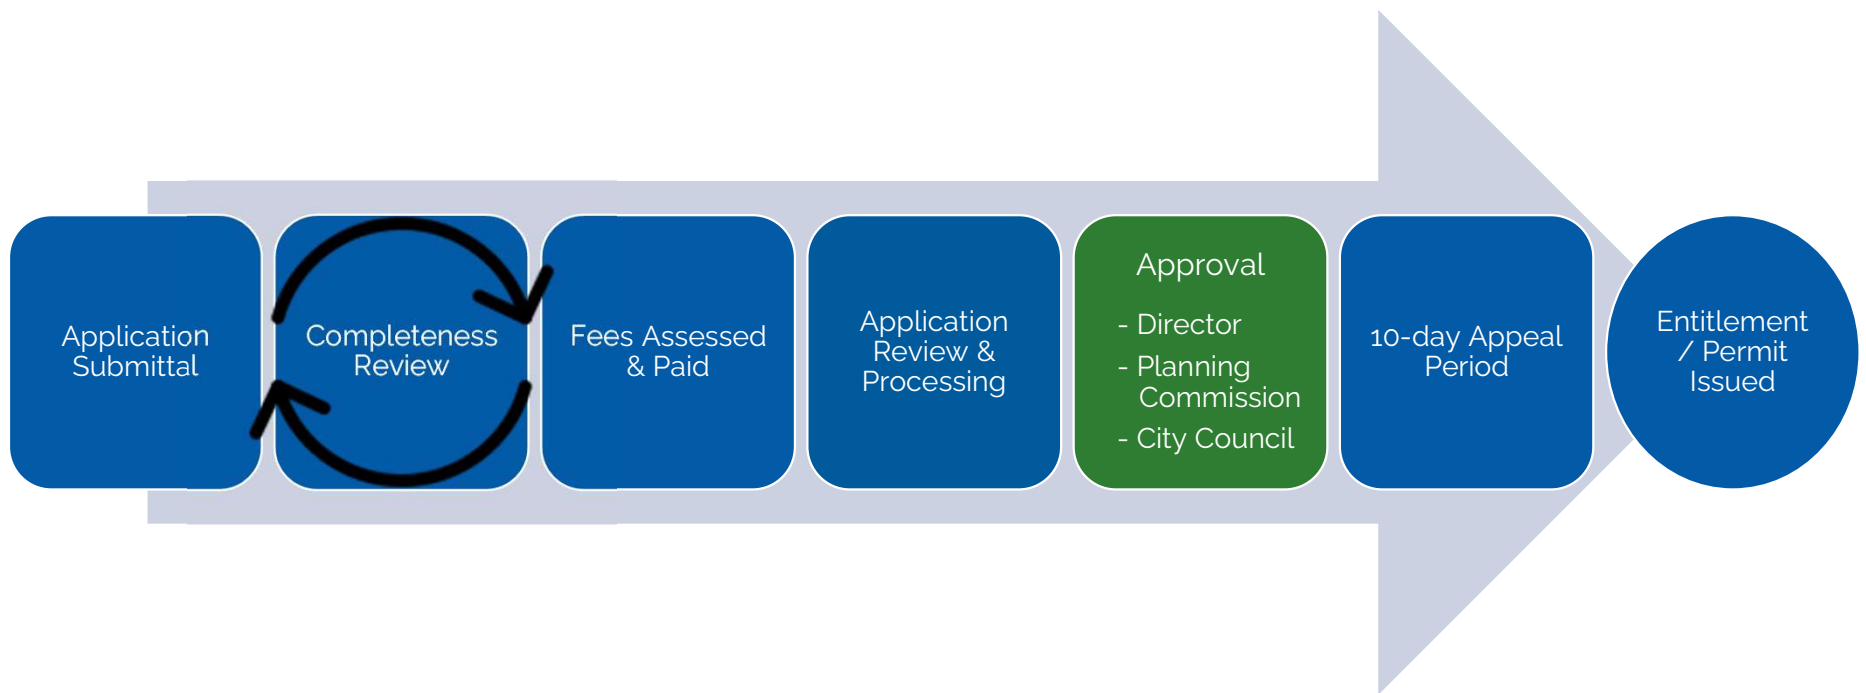 Application
Submittal
Completeness
Review
Fees Assessed
& Paid
Application
Review &
Processing
Approval
- Director
- Planning
Commission
- City Council
10-day Appeal
Period
Entitlement
/ Permit
Issued